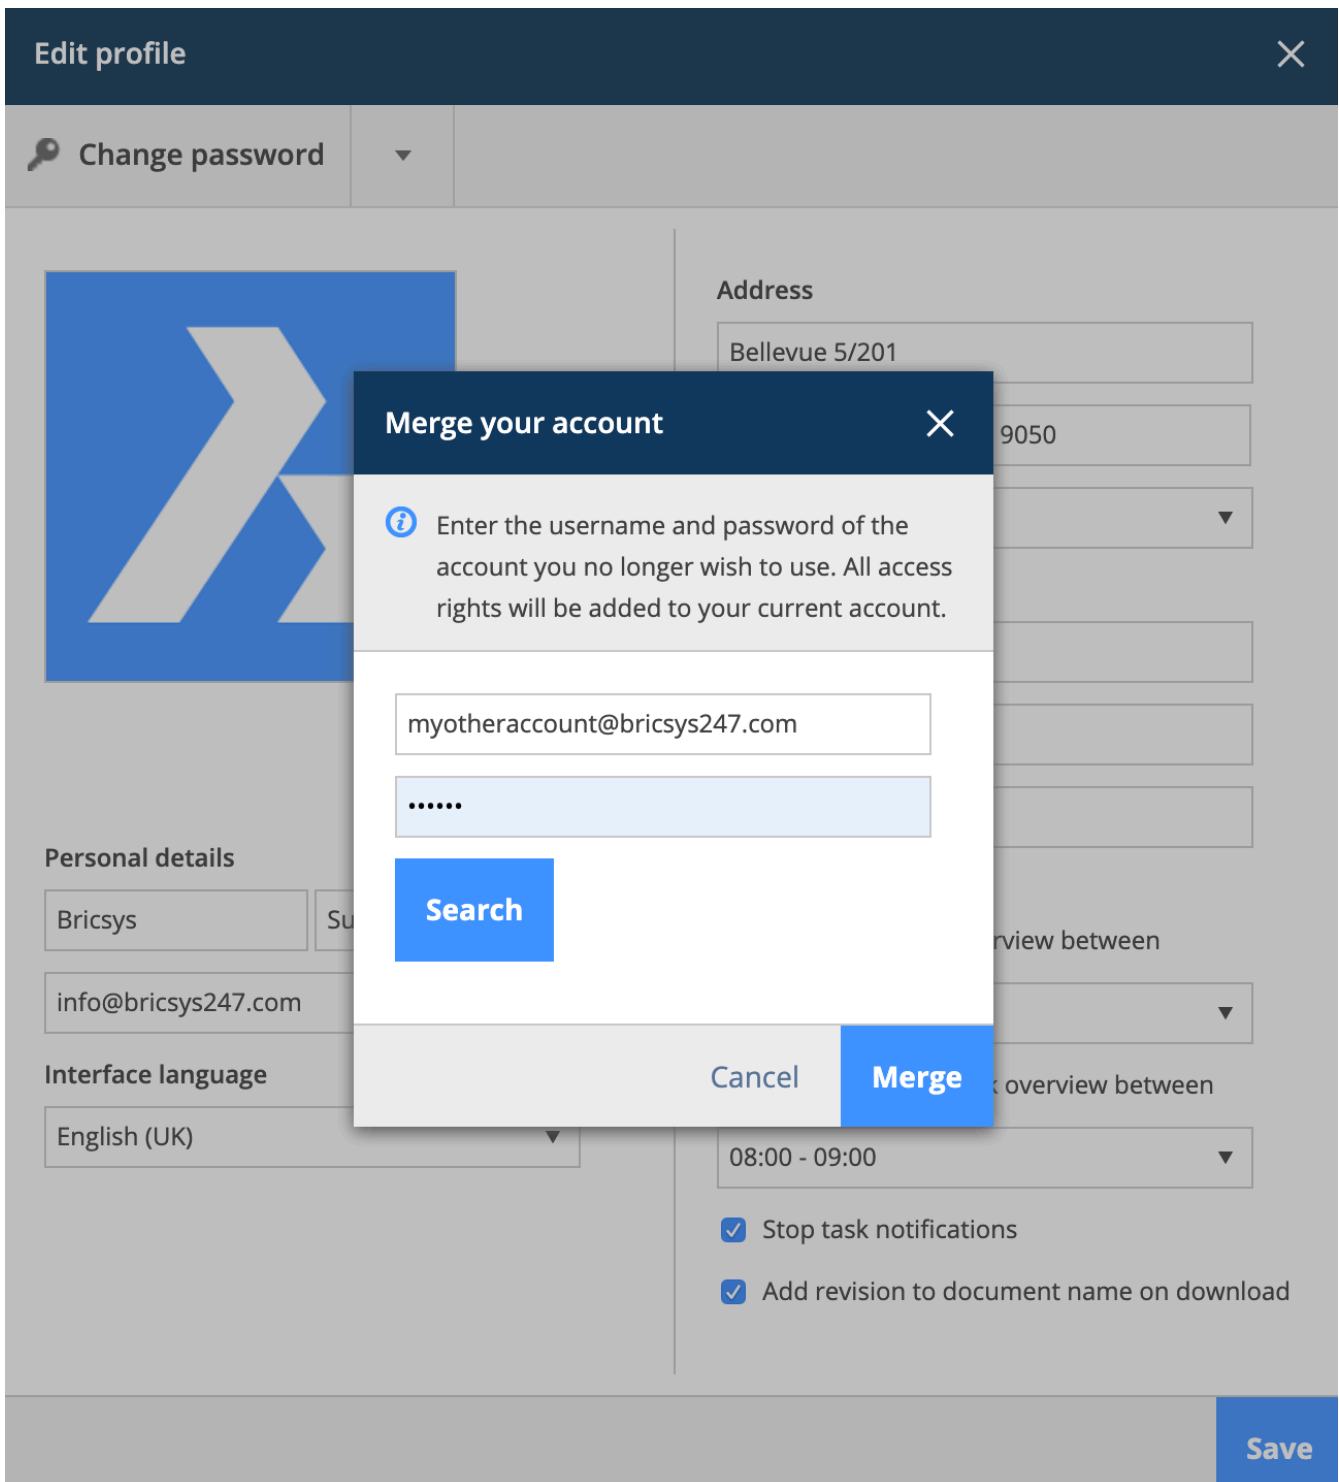 Edit profile
Change password
Address
Bellevue 5/201
9050
Merge your account
Enter the username and password of the
account you no longer wish to use. All access
rights will be added to your current account.
myotheraccount@bricsys247.com
••••••
Search
Cancel
Merge
Personal details
Bricsys
Su
info@bricsys247.com
Interface language
English (UK)
rview between
overview between
08:00 - 09:00
Stop task notifications
Add revision to document name on download
Save